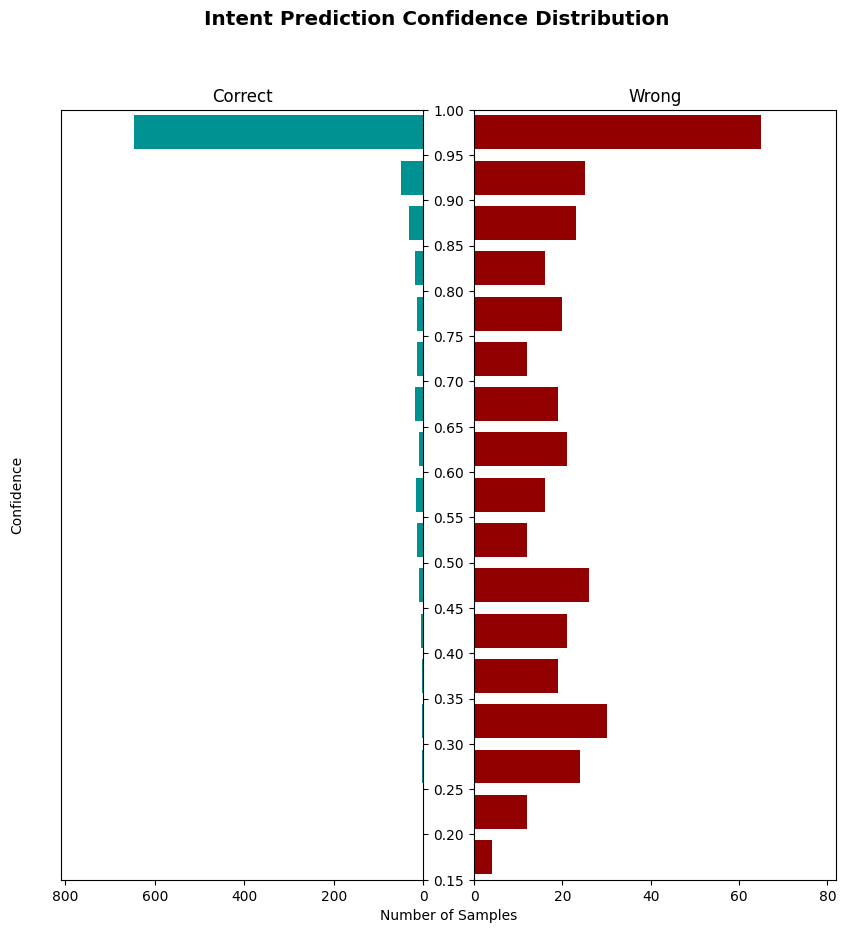 Intent Prediction Confidence Distribution
Correct
Wrong
Confidence
1.00
0.95
0.90
0.85
0.80
0.75
0.70
0.65
0.60
0.55
0.50
0.45
0.40
0.35
0.30
0.25
0.20
0.15
800 600 400 200 0
0 20 40 60 80
Number of Samples